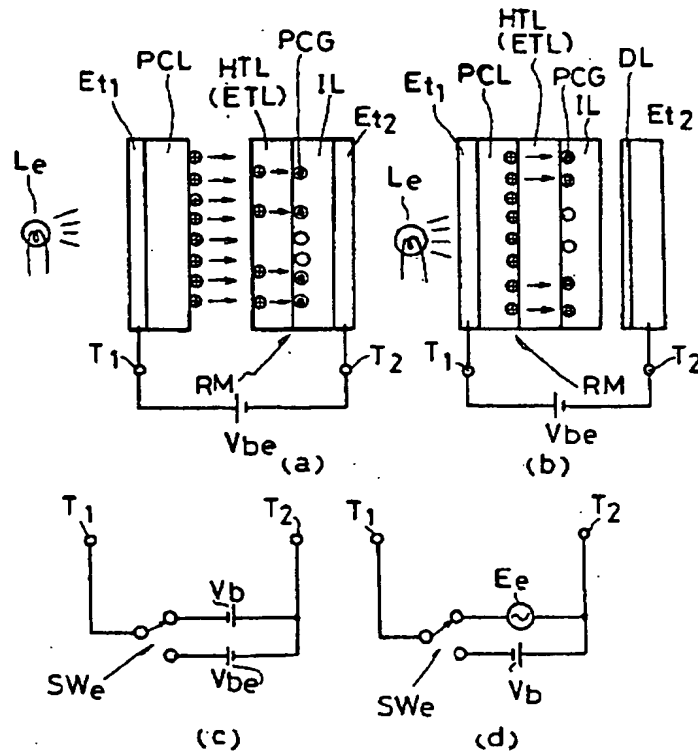 Et1
PCL
HTL
(ETL)
PCG
IL
Et2
Le
T1
RM
T2
Vbe
(a)
Et1
PCL
HTL
(ETL)
PCG
IL
DL
Et2
Le
T1
RM
T2
Vbe
(b)
T1
T2
Vb
SWe
Vbe
(c)
T1
T2
Ee
SWe
Vb
(d)